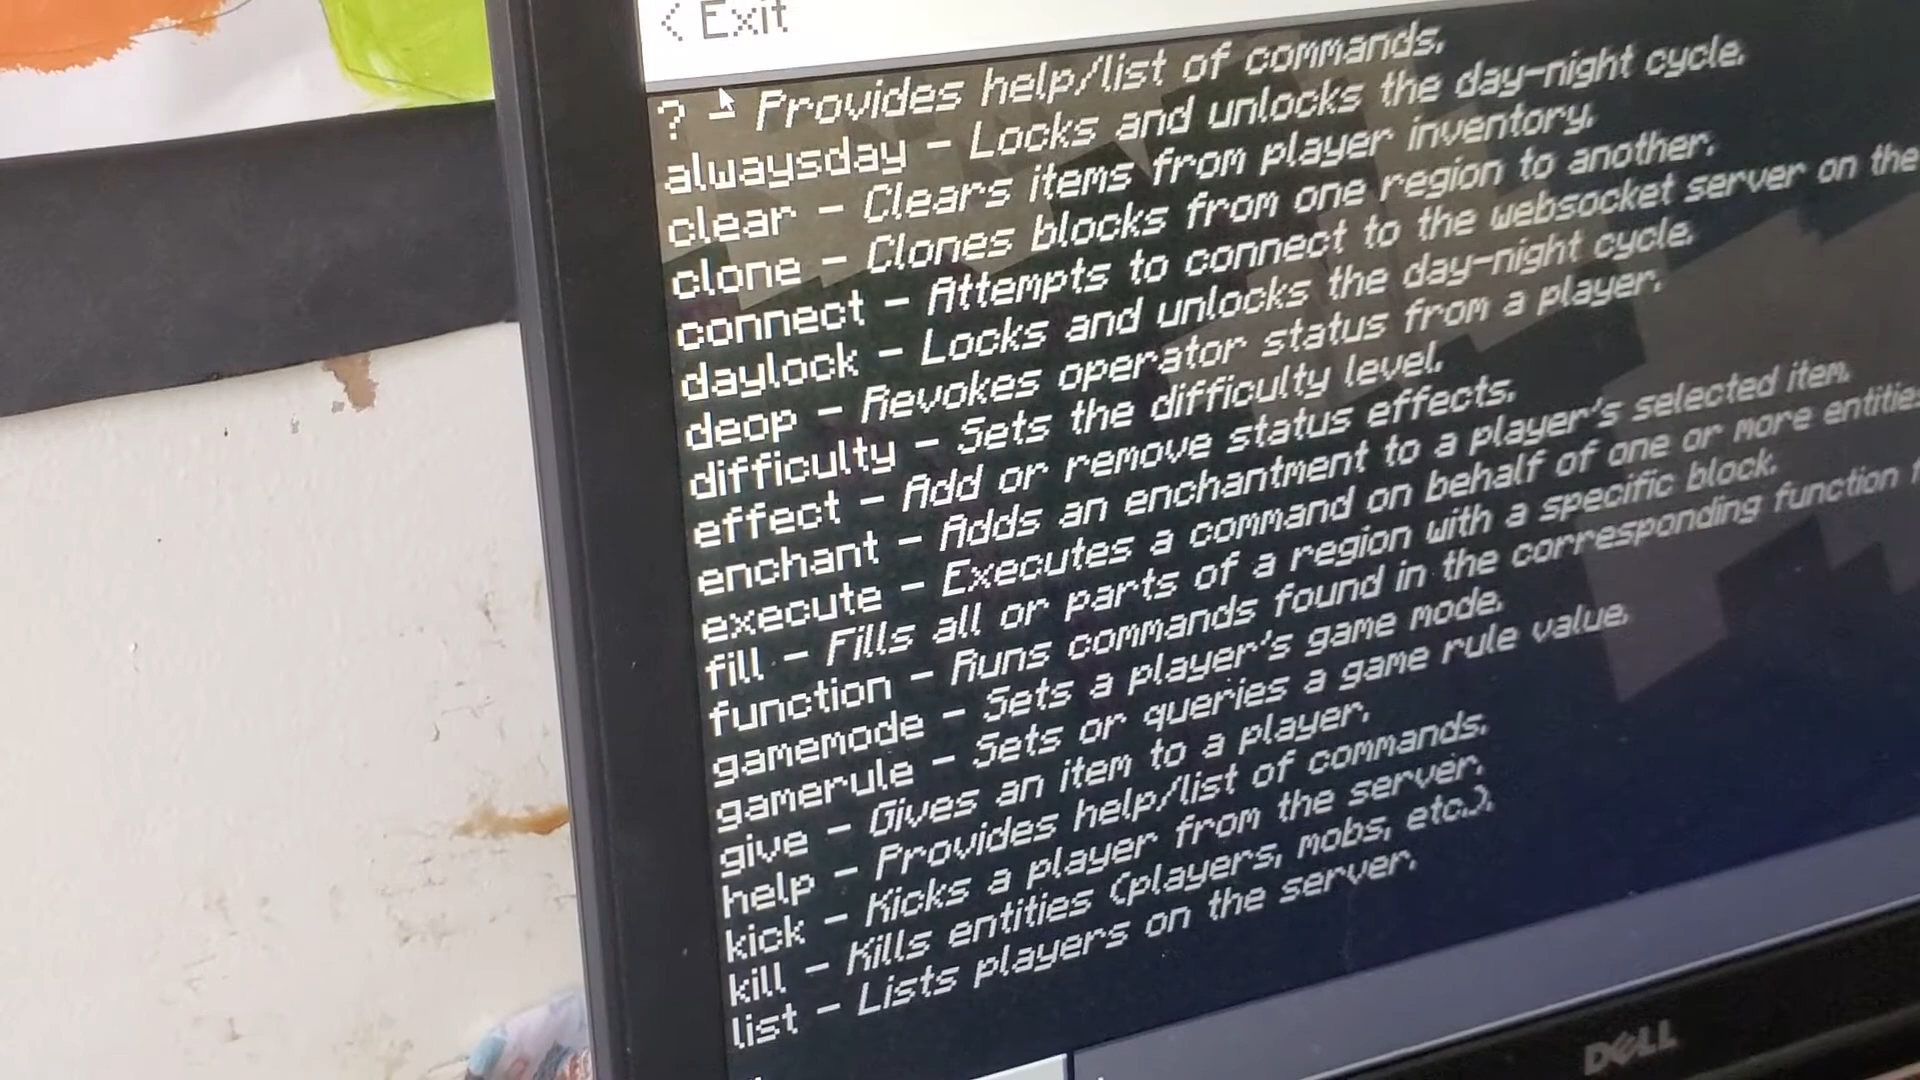 < Exit
? - Provides help/list of commands.
alwaysday - Locks and unlocks the day-night cycle.
clear - Clears items from player inventory.
clone - Clones blocks from one region to another.
connect - Attempts to connect to the websocket server on the
daylock - Locks and unlocks the day-night cycle.
deop - Revokes operator status from a player.
difficulty - Sets the difficulty level.
effect - Add or remove status effects.
enchant - Adds an enchantment to a player's selected item.
execute - Executes a command on behalf of one or more entities
fill - Fills all or parts of a region with a specific block.
function - Runs commands found in the corresponding function
gamemode - Sets a player's game mode.
gamerule - Sets or queries a game rule value.
give - Gives an item to a player.
help - Provides help/list of commands.
kick - Kicks a player from the server.
kill - Kills entities (players, mobs, etc.).
list - Lists players on the server.
DELL